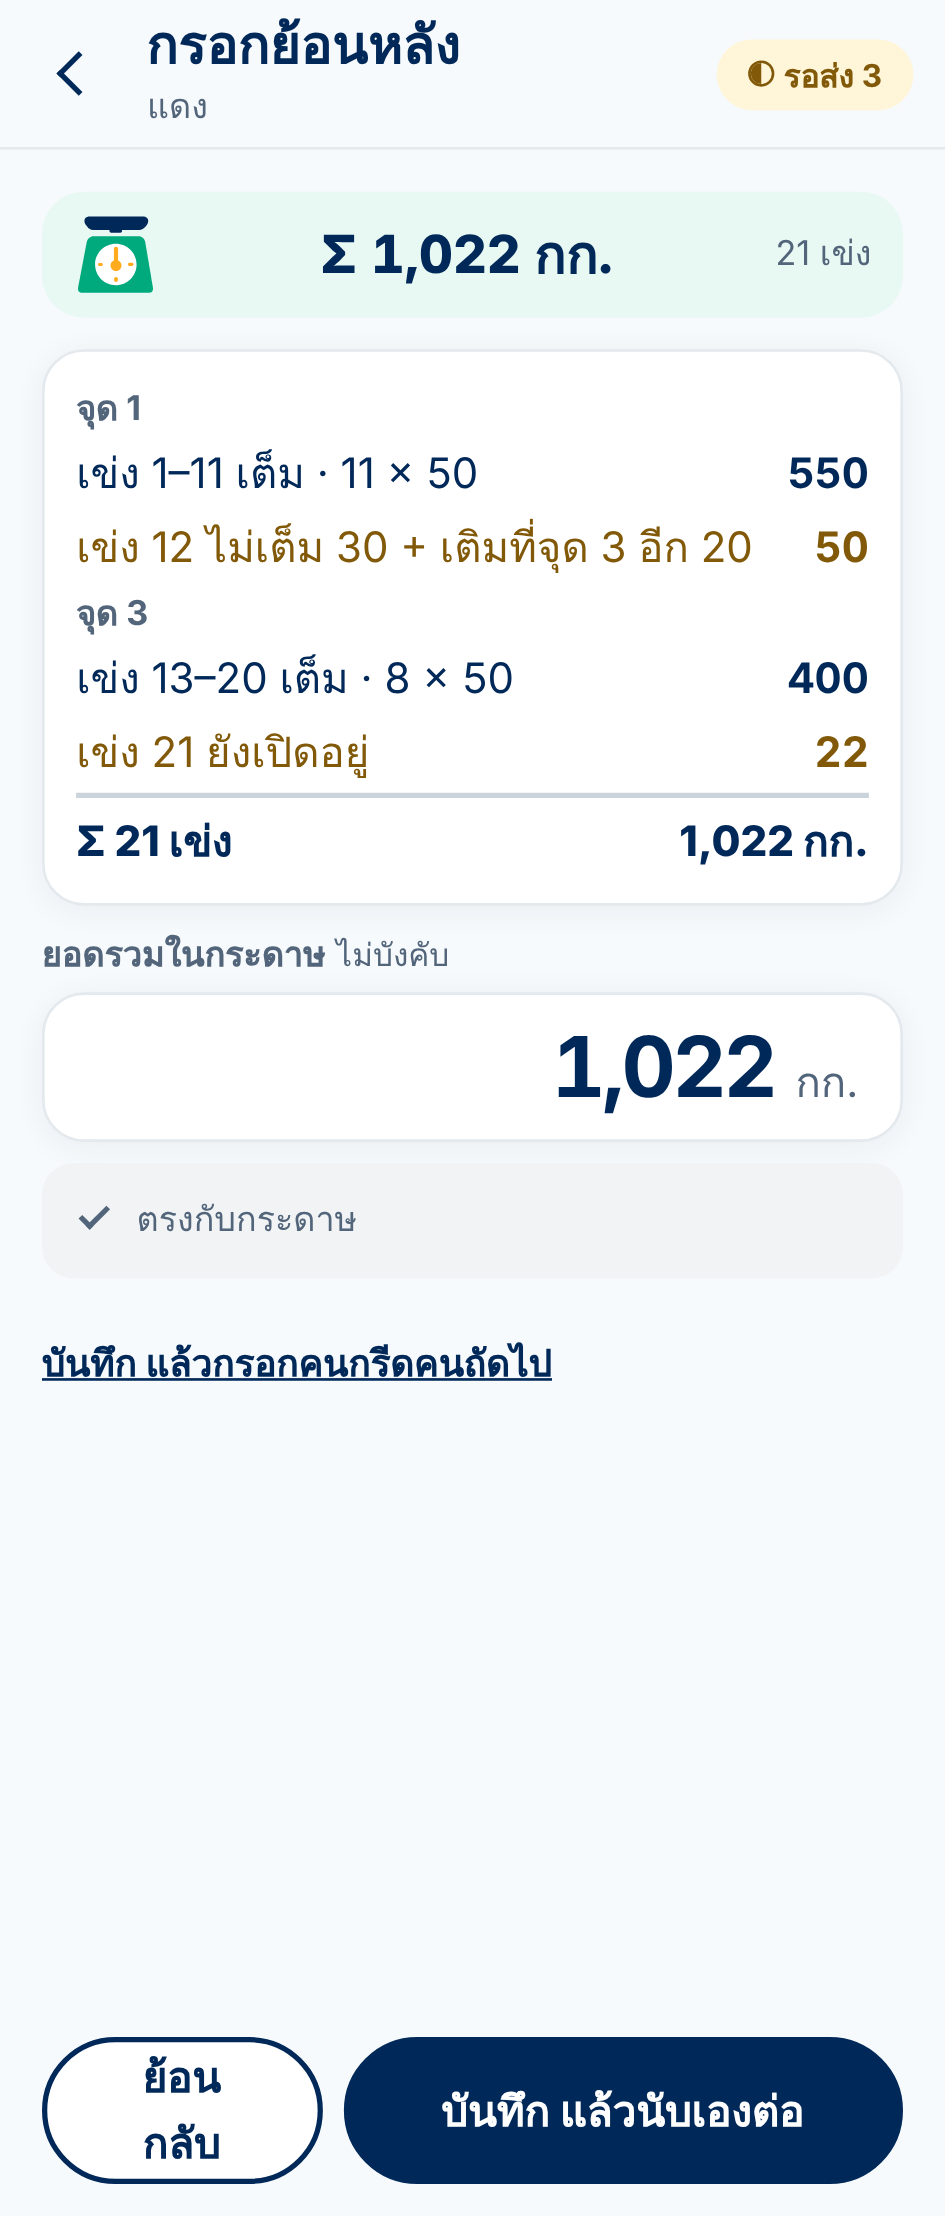 กรอกย้อนหลัง
แดง
รอส่ง 3
Σ 1,022 กก.
21 เข่ง
จุด 1
เข่ง 1–11 เต็ม · 11 × 50 550
เข่ง 12 ไม่เต็ม 30 + เติมที่จุด 3 อีก 20 50
จุด 3
เข่ง 13–20 เต็ม · 8 × 50 400
เข่ง 21 ยังเปิดอยู่ 22
Σ 21 เข่ง 1,022 กก.
ยอดรวมในกระดาษ ไม่บังคับ
1,022 กก.
ตรงกับกระดาษ
บันทึก แล้วกรอกคนกรีดคนถัดไป
ย้อน
กลับ
บันทึก แล้วนับเองต่อ